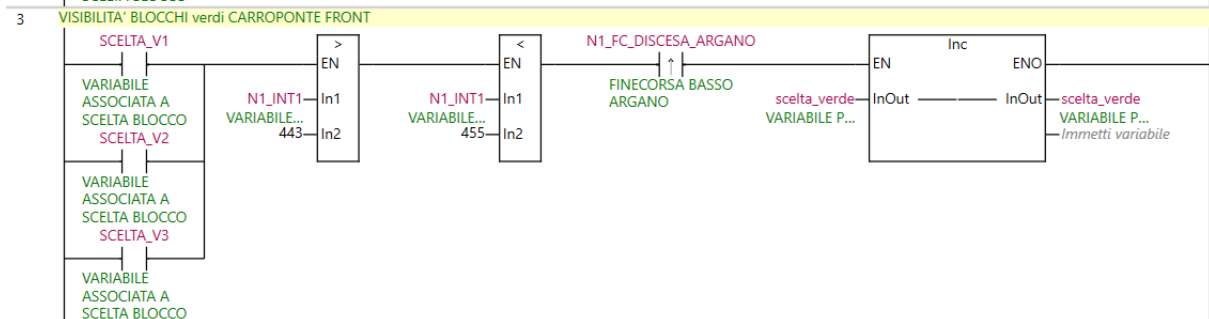 3 VISIBILITA' BLOCCHI verdi CARROPONTE FRONT
SCELTA_V1
VARIABILE
ASSOCIATA A
SCELTA BLOCCO
SCELTA_V2
VARIABILE
ASSOCIATA A
SCELTA BLOCCO
SCELTA_V3
VARIABILE
ASSOCIATA A
SCELTA BLOCCO
>
EN
N1_INT1 In1
VARIABILE...
443 In2
<
EN
N1_INT1 In1
VARIABILE...
455 In2
N1_FC_DISCESA_ARGANO
↑
FINECORSA BASSO
ARGANO
Inc
EN ENO
scelta_verde InOut InOut scelta_verde
VARIABILE P... VARIABILE P...
Immetti variabile